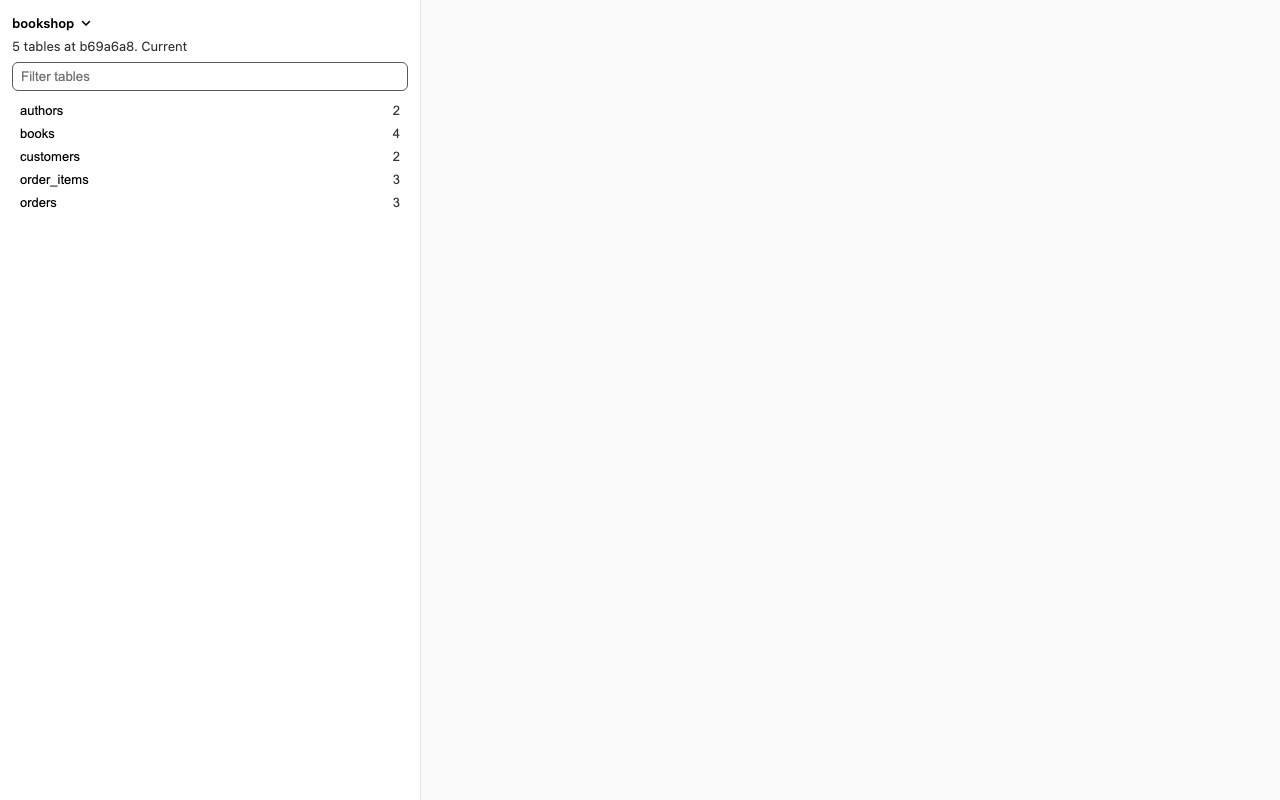 bookshop
5 tables at b69a6a8. Current
Filter tables
authors 2
books 4
customers 2
order_items 3
orders 3